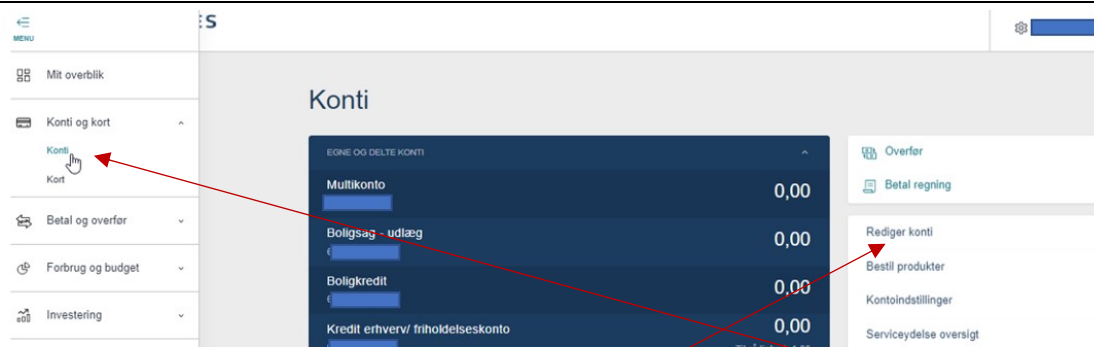 MENU
ES
Mit overblik
Konti og kort
Konti
Kort
Betal og overfør
Forbrug og budget
Investering
Konti
EGNE OG DELTE KONTI
Multikonto
0,00
Boligsag - udlæg
0,00
Boligkredit
0,00
Kredit erhverv/ friholdelseskonto
0,00
Overfør
Betal regning
Rediger konti
Bestil produkter
Kontoindstillinger
Serviceydelse oversigt